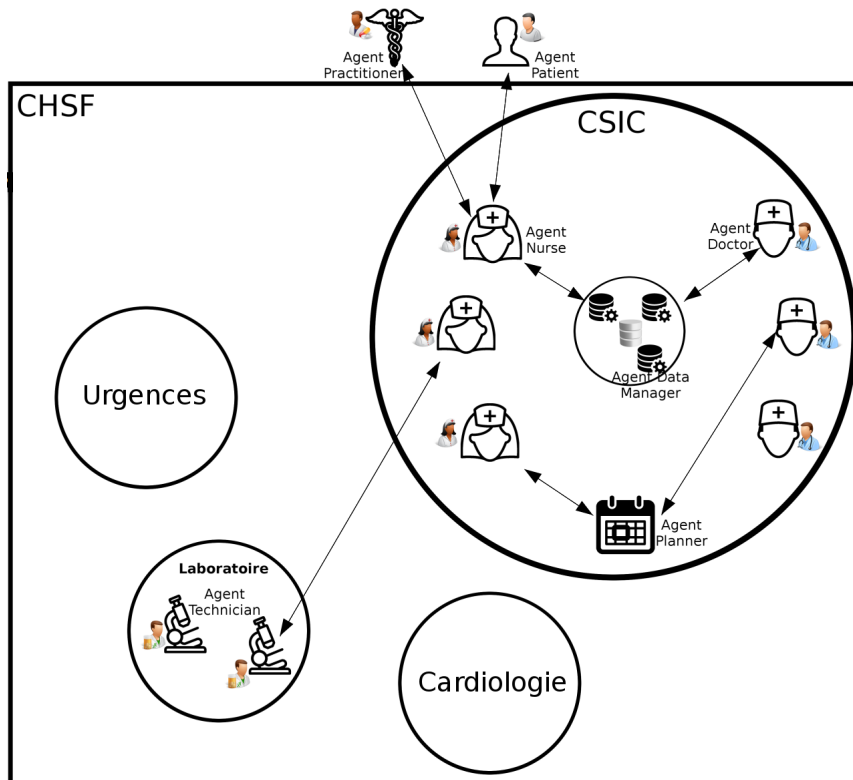 Agent
Practitioner
Agent
Patient
CHSF
CSIC
Agent
Nurse
Agent
Doctor
Agent Data
Manager
Urgences
Agent
Planner
Laboratoire
Agent
Technician
Cardiologie